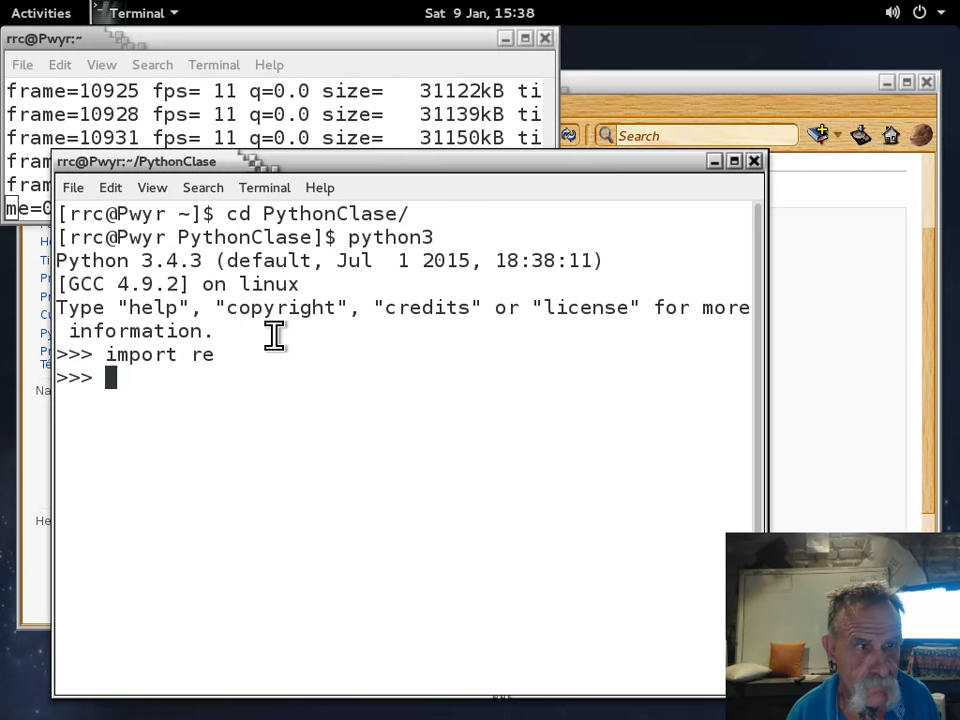 Activities
Terminal
Sat 9 Jan, 15:38
rrc@Pwyr:~
File Edit View Search Terminal Help
frame=10925 fps= 11 q=0.0 size= 31122kB ti
frame=10928 fps= 11 q=0.0 size= 31139kB ti
frame=10931 fps= 11 q=0.0 size= 31150kB ti
fram
fram
me=0
Search
rrc@Pwyr:~/PythonClase
File Edit View Search Terminal Help
[rrc@Pwyr ~]$ cd PythonClase/
[rrc@Pwyr PythonClase]$ python3
Python 3.4.3 (default, Jul  1 2015, 18:38:11)
[GCC 4.9.2] on linux
Type "help", "copyright", "credits" or "license" for more
 information.
>>> import re
>>>